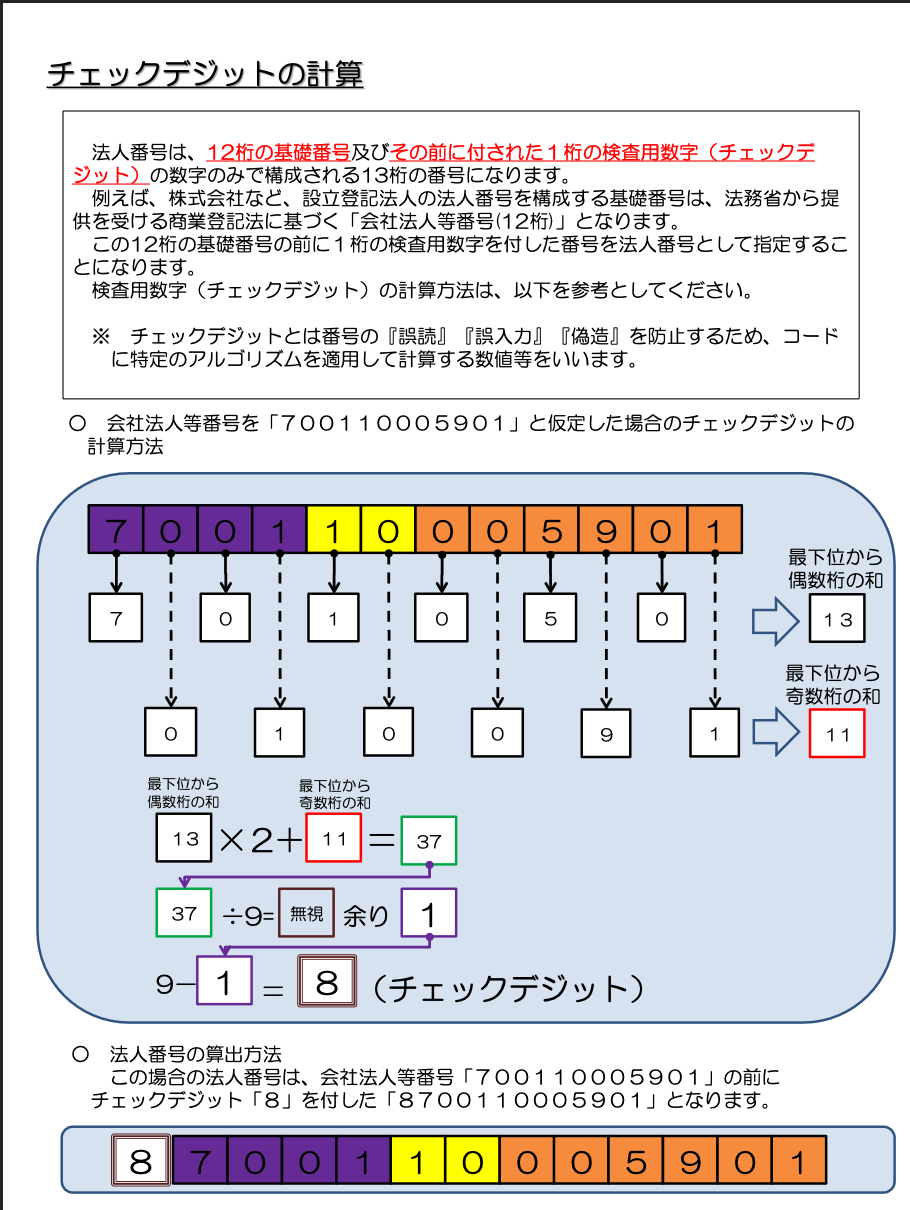 チェックデジットの計算
法人番号は、12桁の基礎番号及びその前に付された１桁の検査用数字（チェックデ
ジット）の数字のみで構成される13桁の番号になります。
例えば、株式会社など、設立登記法人の法人番号を構成する基礎番号は、法務省から提
供を受ける商業登記法に基づく「会社法人等番号(12桁)」となります。
この12桁の基礎番号の前に１桁の検査用数字を付した番号を法人番号として指定するこ
とになります。
検査用数字（チェックデジット）の計算方法は、以下を参考としてください。
※　チェックデジットとは番号の『誤読』『誤入力』『偽造』を防止するため、コード
に特定のアルゴリズムを適用して計算する数値等をいいます。
○　会社法人等番号を「７００１１０００５９０１」と仮定した場合のチェックデジットの
計算方法
7 0 0 1 1 0 0 0 5 9 0 1
最下位から
偶数桁の和
7 0 1 0 5 0 13
最下位から
奇数桁の和
0 1 0 0 9 1 11
最下位から 最下位から
偶数桁の和 奇数桁の和
13 ×2＋ 11 ＝ 37
37 ÷9= 無視 余り 1
9－ 1 ＝ 8 （チェックデジット）
○　法人番号の算出方法
この場合の法人番号は、会社法人等番号「７００１１０００５９０１」の前に
チェックデジット「８」を付した「８７００１１０００５９０１」となります。
8 7 0 0 1 1 0 0 0 5 9 0 1